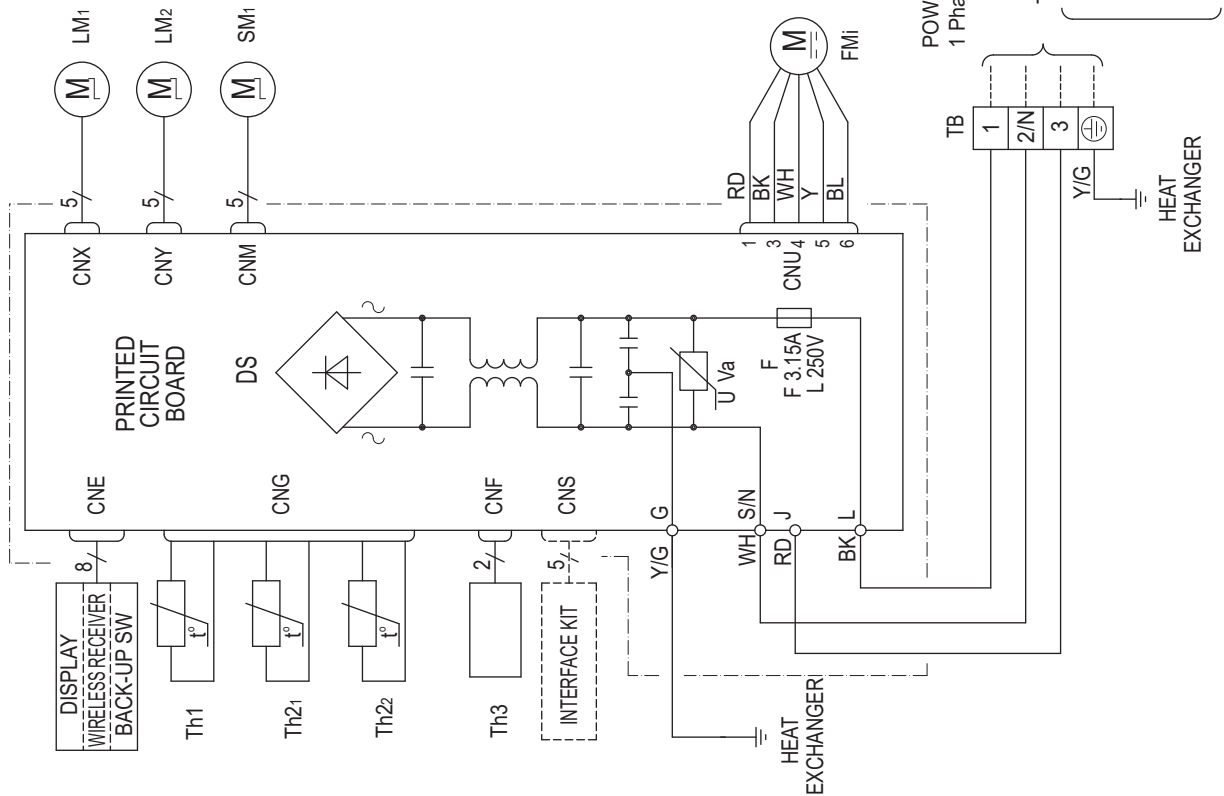 LM1
LM2
SM1
M
M
M
5
5
5
CNX
CNY
CNM
PRINTED
CIRCUIT
BOARD
DS
CNE
CNG
CNF
CNS
8
2
5
DISPLAY
WIRELESS RECEIVER
BACK-UP SW
Th1
t°
Th21
t°
Th22
t°
Th3
INTERFACE KIT
HEAT
EXCHANGER
Y/G
G
WH
S/N
RD
J
BK
L
U
Va
F
F 3.15A
L 250V
CNU
1
3
4
5
6
RD
BK
WH
Y
BL
M
FMi
TB
1
2/N
3
Y/G
HEAT
EXCHANGER
1 Pha